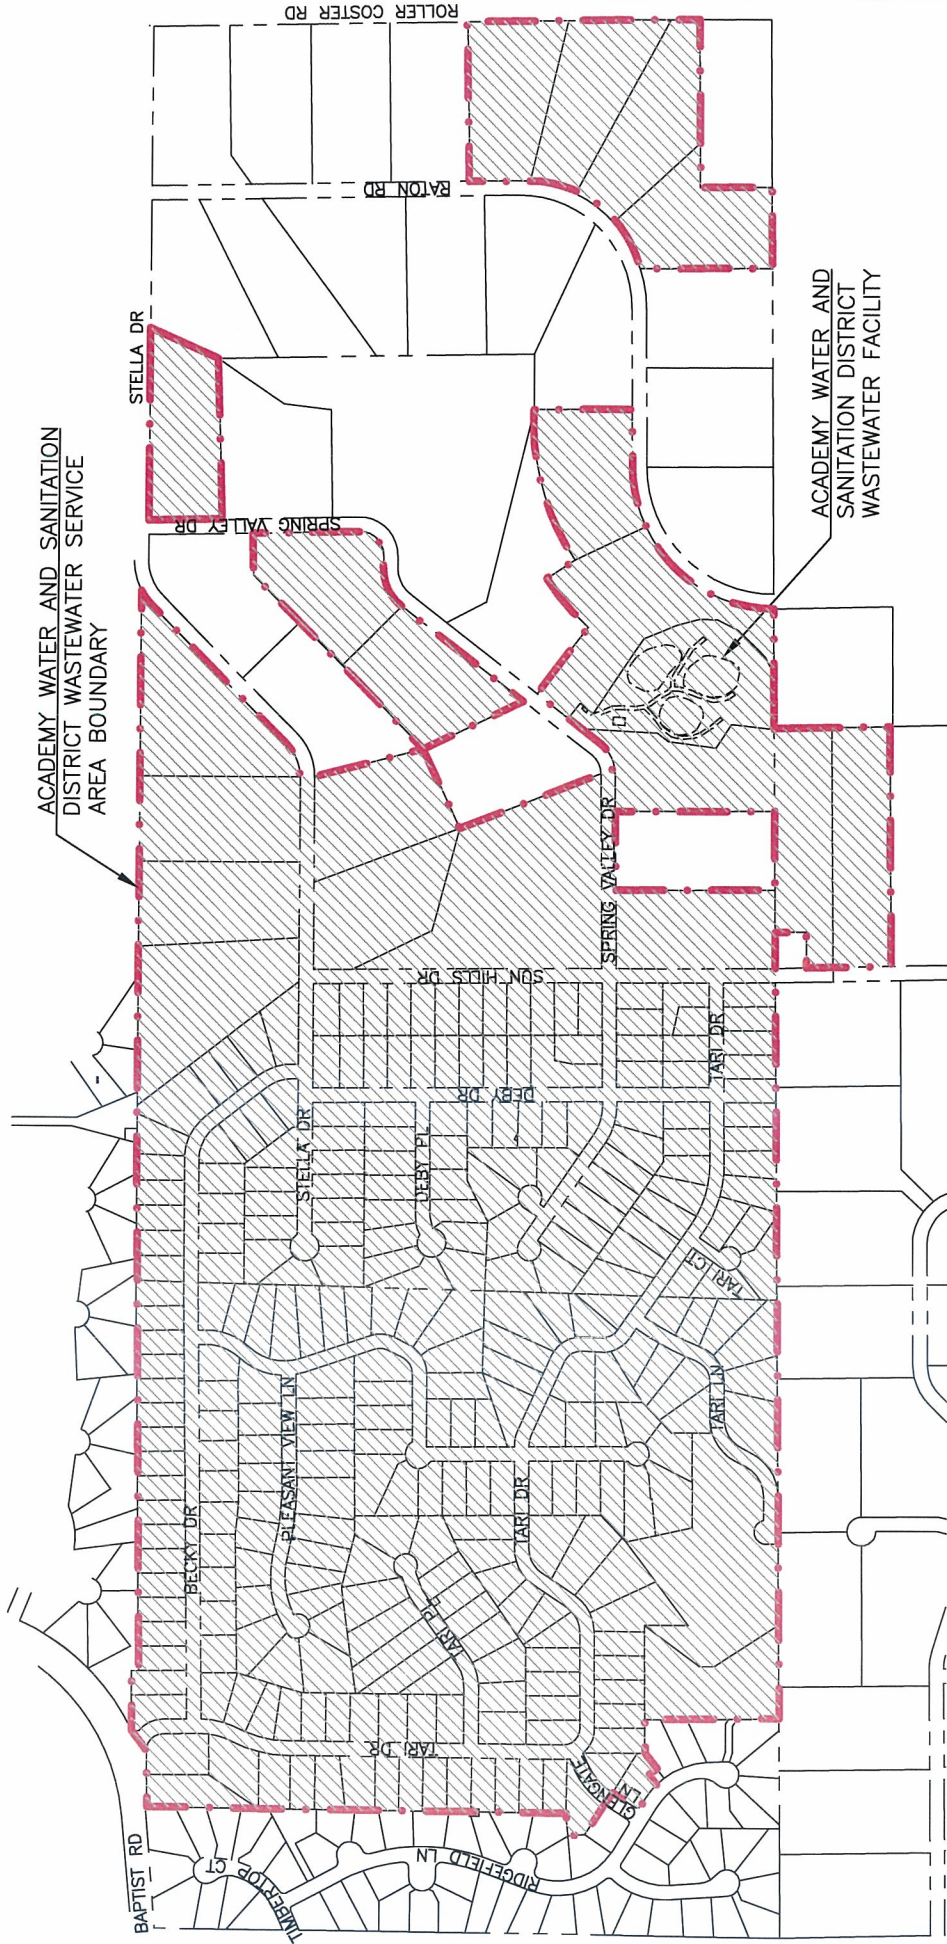 ROLLER COSTER RD
RATON RD
STELLA DR
ACADEMY WATER AND SANITATION
DISTRICT WASTEWATER SERVICE
AREA BOUNDARY
SPRING VALLEY DR
ACADEMY WATER AND
SANITATION DISTRICT
WASTEWATER FACILITY
SPRING VALLEY DR
SUN HILLS DR
TARI DR
DEBY DR
STELLA DR
DEBY PL
TARI CT
PLEASANT VIEW LN
TARI LN
BECKY DR
TARI DR
TARI PL
TARI DR
GLENGATE
LN
BAPTIST RD
TIMBERTOP CT
RIDGEFIELD LN